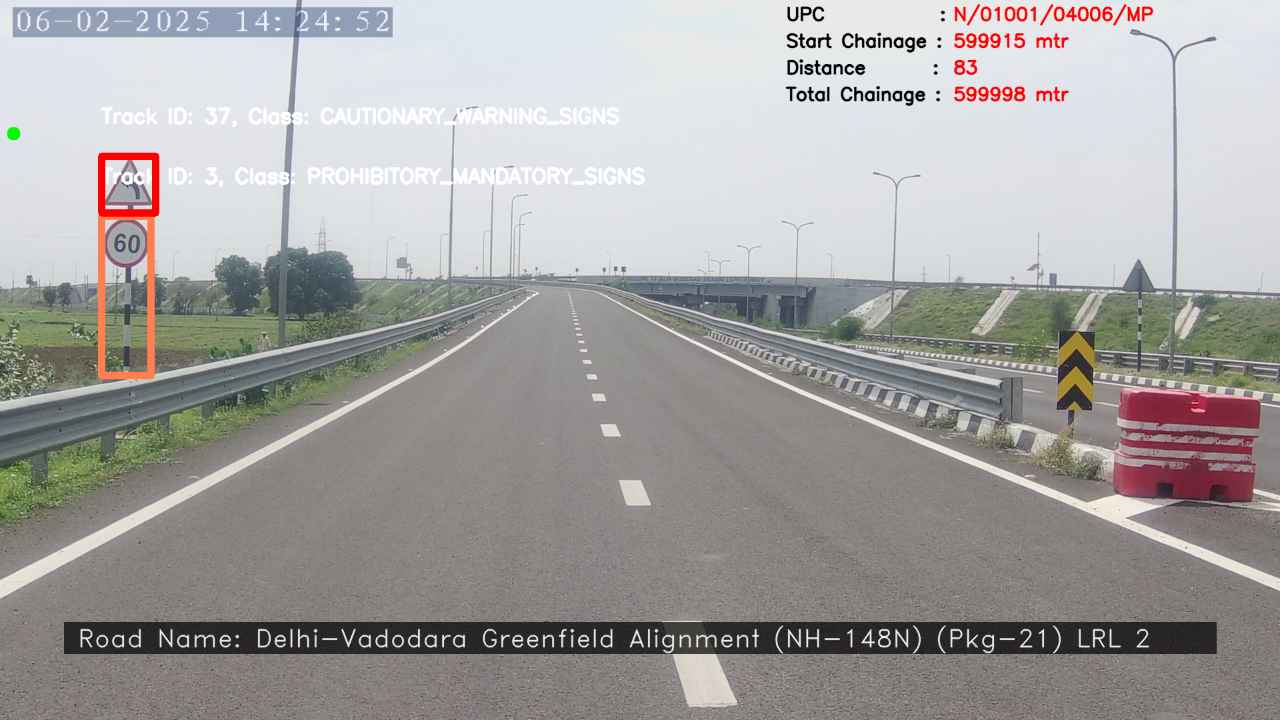 06-02-2025 14:24:52
UPC : N/01001/04006/MP
Start Chainage : 599915 mtr
Distance : 83
Total Chainage : 599998 mtr
Track ID: 37, Class: CAUTIONARY_WARNING_SIGNS
Track ID: 3, Class: PROHIBITORY_MANDATORY_SIGNS
60
Road Name: Delhi-Vadodara Greenfield Alignment (NH-148N) (Pkg-21) LRL 2